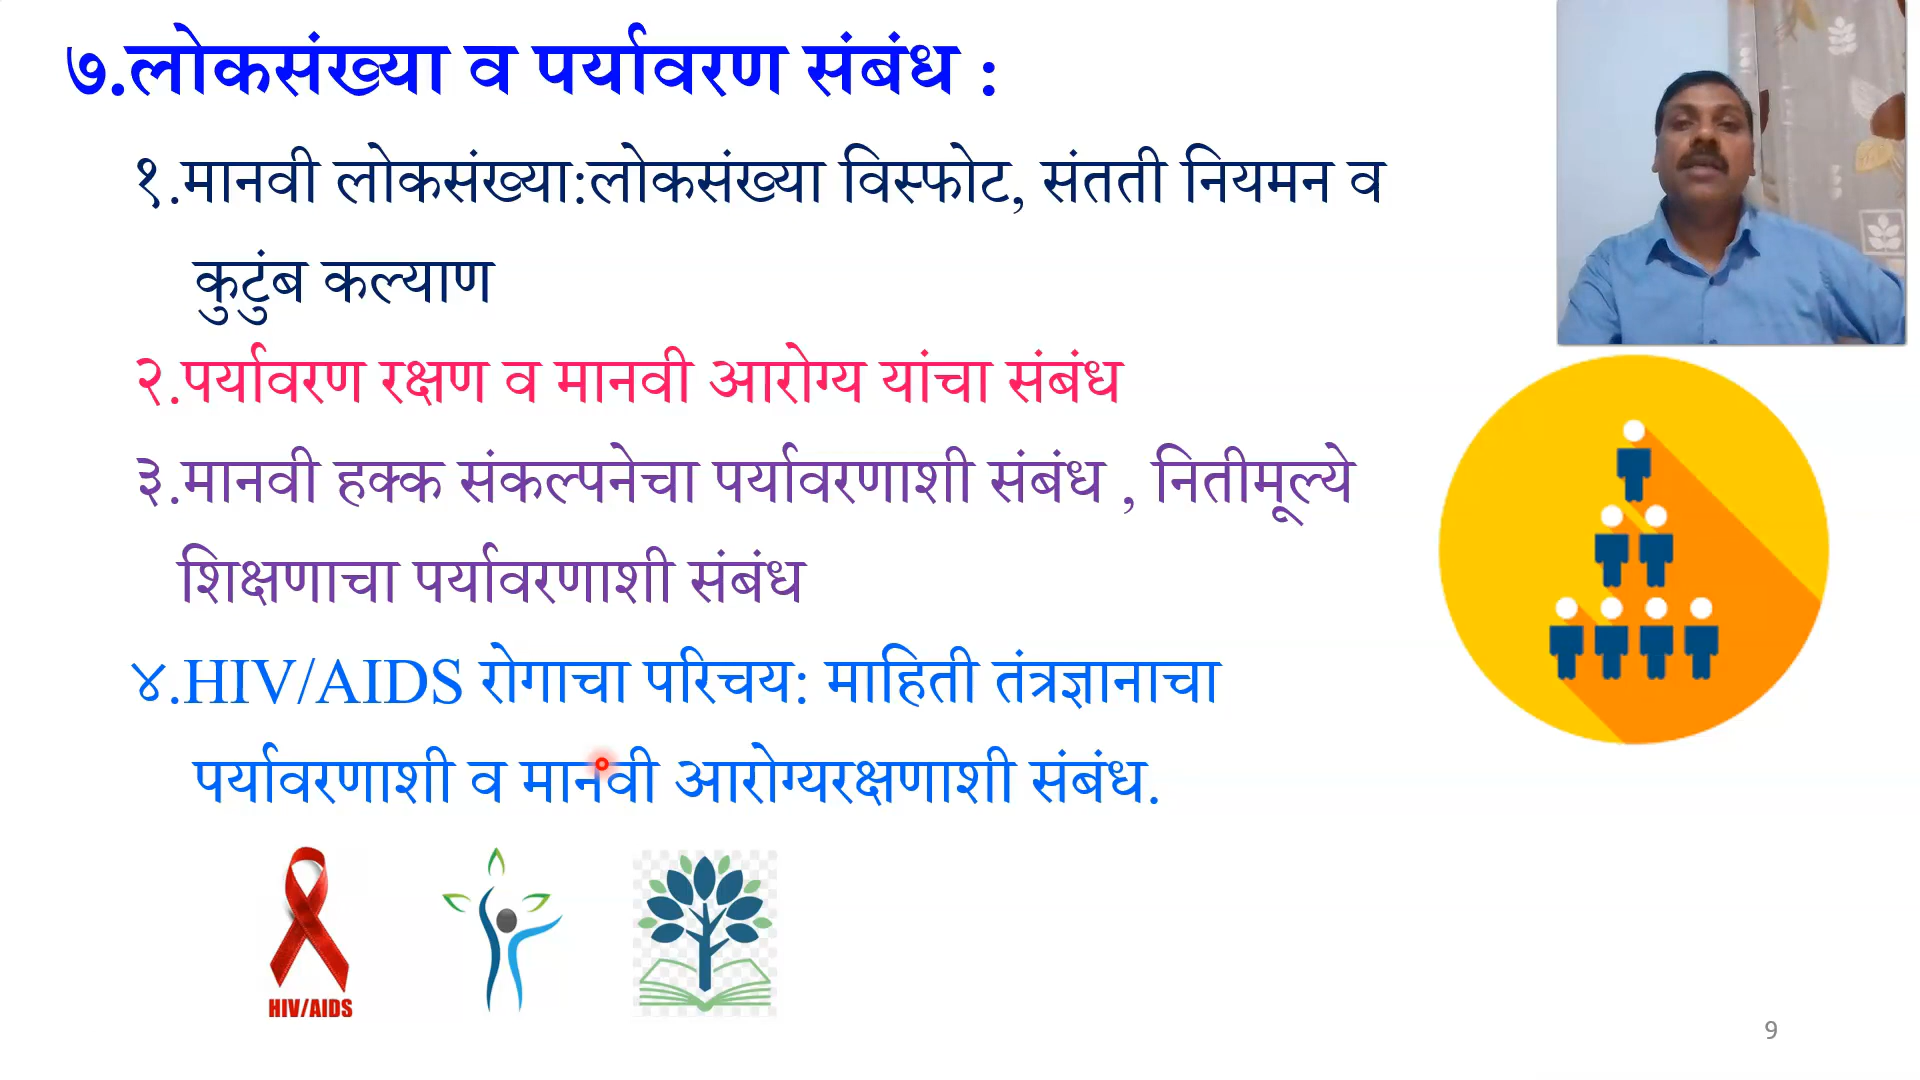 ७.लोकसंख्या व पर्यावरण संबंध :
१.मानवी लोकसंख्या:लोकसंख्या विस्फोट, संतती नियमन व
कुटुंब कल्याण
२.पर्यावरण रक्षण व मानवी आरोग्य यांचा संबंध
३.मानवी हक्क संकल्पनेचा पर्यावरणाशी संबंध , नितीमूल्ये
शिक्षणाचा पर्यावरणाशी संबंध
४.HIV/AIDS रोगाचा परिचय: माहिती तंत्रज्ञानाचा
पर्यावरणाशी व मानवी आरोग्यरक्षणाशी संबंध.
HIV/AIDS
9